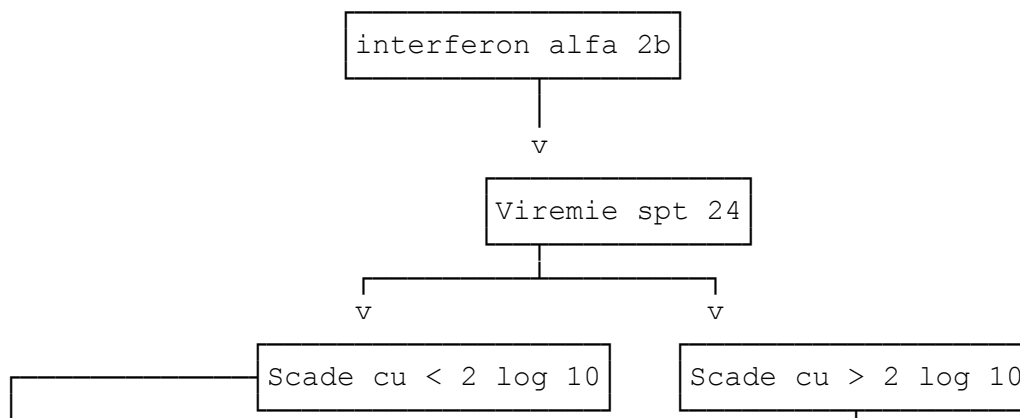 interferon alfa 2b
v
Viremie spt 24
v v
Scade cu < 2 log 10 Scade cu > 2 log 10